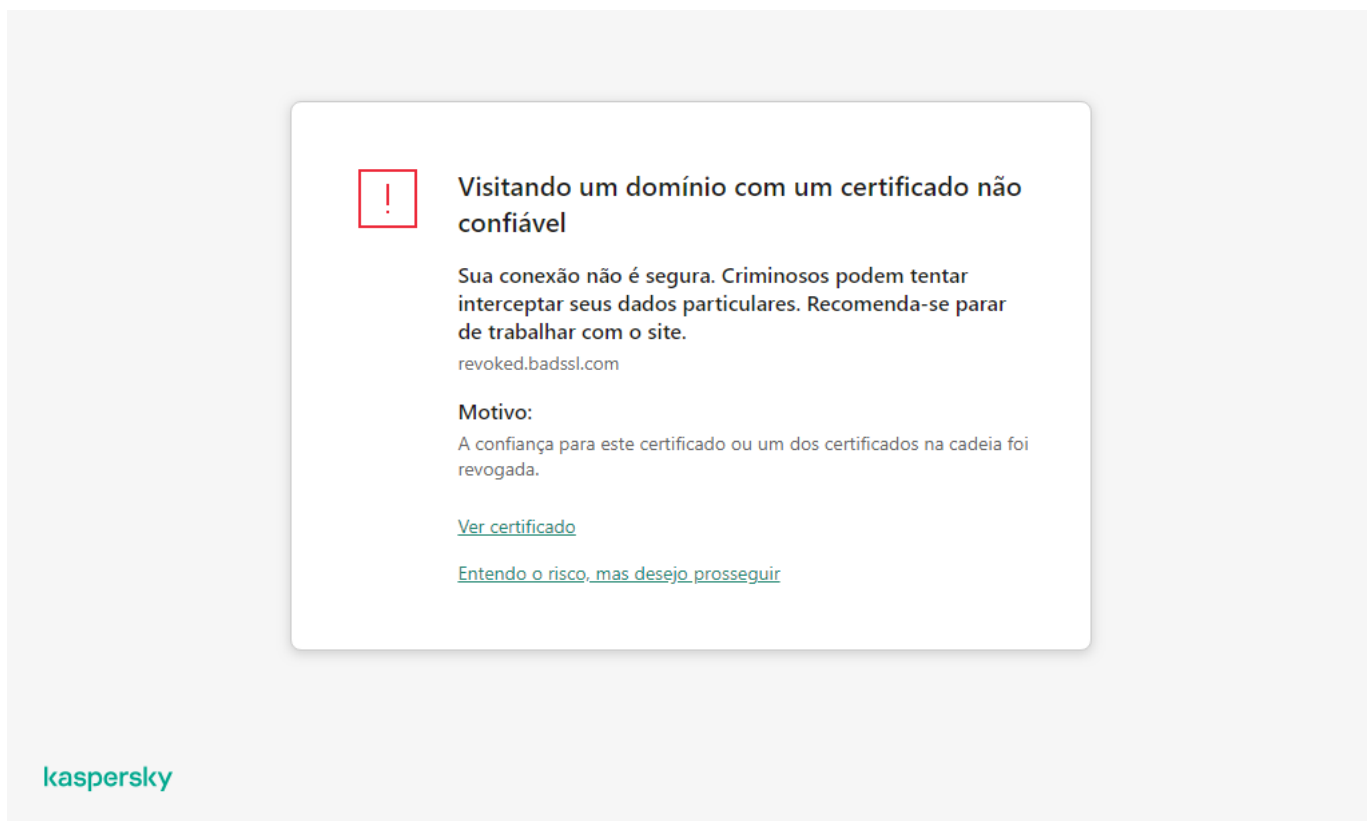 Visitando um domínio com um certificado não
confiável
Sua conexão não é segura. Criminosos podem tentar
interceptar seus dados particulares. Recomenda-se parar
de trabalhar com o site.
revoked.badssl.com
Motivo:
A confiança para este certificado ou um dos certificados na cadeia foi
revogada.
Ver certificado
Entendo o risco, mas desejo prosseguir
kaspersky